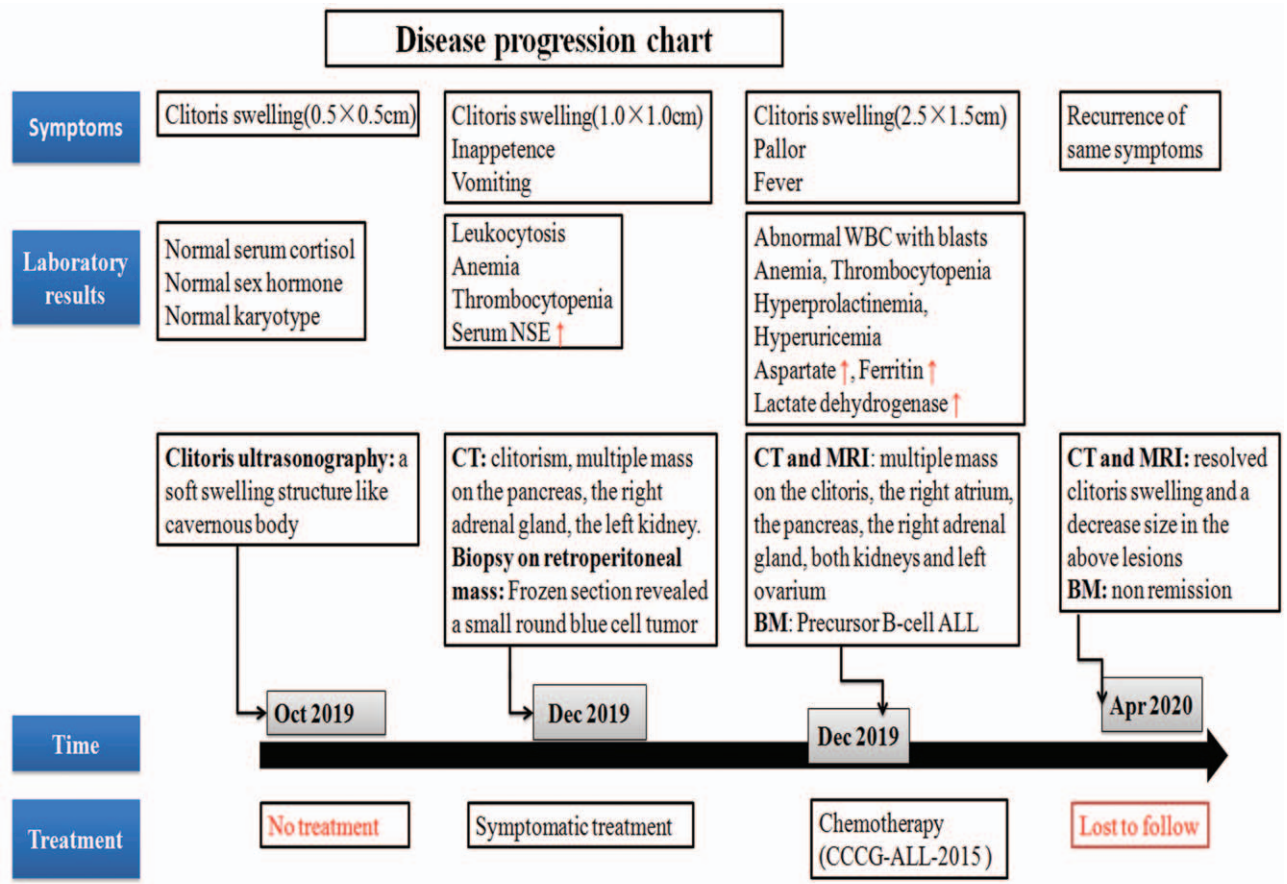 Disease progression chart
Symptoms
Clitoris swelling(0.5×0.5cm)
Clitoris swelling(1.0×1.0cm)
Inappetence
Vomiting
Clitoris swelling(2.5×1.5cm)
Pallor
Fever
Recurrence of
same symptoms
Laboratory
results
Normal serum cortisol
Normal sex hormone
Normal karyotype
Leukocytosis
Anemia
Thrombocytopenia
Serum NSE ↑
Abnormal WBC with blasts
Anemia, Thrombocytopenia
Hyperprolactinemia,
Hyperuricemia
Aspartate ↑, Ferritin ↑
Lactate dehydrogenase ↑
Clitoris ultrasonography: a
soft swelling structure like
cavernous body
CT: clitorism, multiple mass
on the pancreas, the right
adrenal gland, the left kidney.
Biopsy on retroperitoneal
mass: Frozen section revealed
a small round blue cell tumor
CT and MRI: multiple mass
on the clitoris, the right atrium,
the pancreas, the right adrenal
gland, both kidneys and left
ovarium
BM: Precursor B-cell ALL
CT and MRI: resolved
clitoris swelling and a
decrease size in the
above lesions
BM: non remission
Time
Oct 2019
Dec 2019
Dec 2019
Apr 2020
Treatment
No treatment
Symptomatic treatment
Chemotherapy
(CCCG-ALL-2015)
Lost to follow